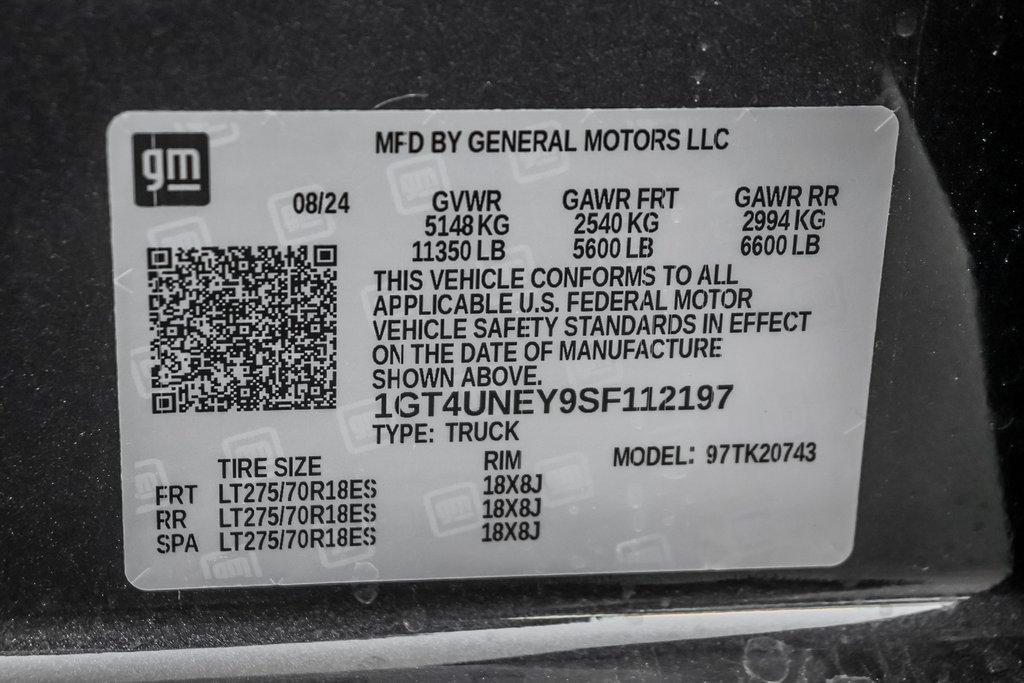 gm
MFD BY GENERAL MOTORS LLC
08/24 GVWR GAWR FRT GAWR RR
5148 KG 2540 KG 2994 KG
11350 LB 5600 LB 6600 LB
THIS VEHICLE CONFORMS TO ALL
APPLICABLE U.S. FEDERAL MOTOR
VEHICLE SAFETY STANDARDS IN EFFECT
ON THE DATE OF MANUFACTURE
SHOWN ABOVE.
1GT4UNEY9SF112197
TYPE: TRUCK
TIRE SIZE RIM MODEL: 97TK20743
FRT LT275/70R18ES 18X8J
RR LT275/70R18ES 18X8J
SPA LT275/70R18ES 18X8J